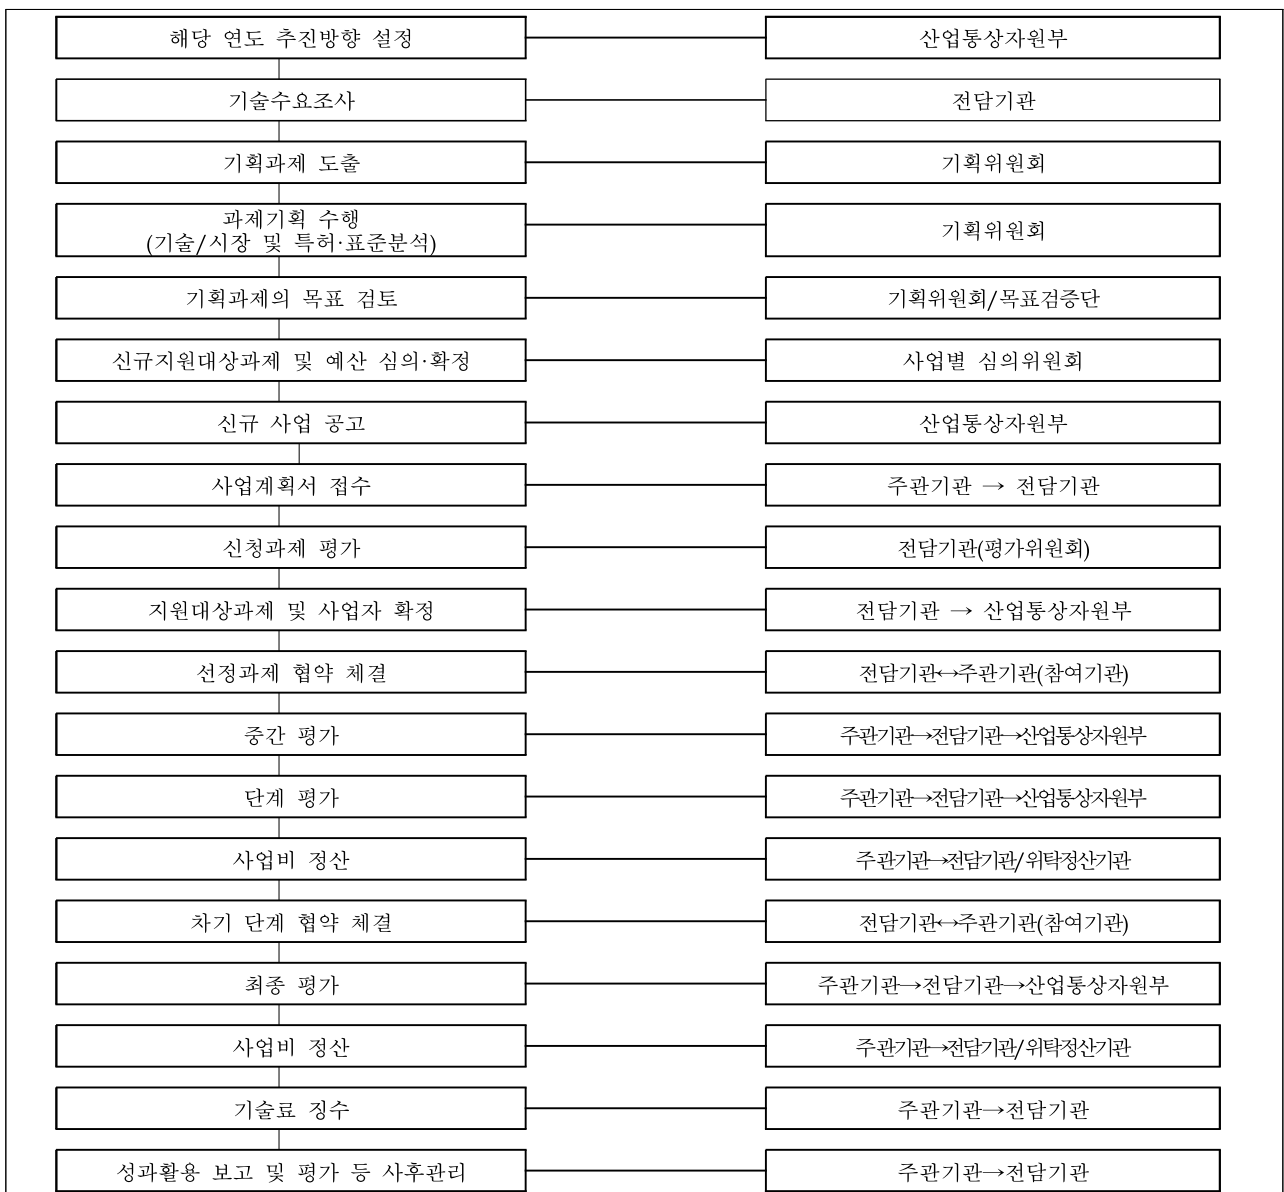 해당 연도 추진방향 설정
산업통상자원부
기술수요조사
전담기관
기획과제 도출
기획위원회
과제기획 수행
(기술/시장 및 특허·표준분석)
기획위원회
기획과제의 목표 검토
기획위원회/목표검증단
신규지원대상과제 및 예산 심의·확정
사업별 심의위원회
신규 사업 공고
산업통상자원부
사업계획서 접수
주관기관 → 전담기관
신청과제 평가
전담기관(평가위원회)
지원대상과제 및 사업자 확정
전담기관 → 산업통상자원부
선정과제 협약 체결
전담기관↔주관기관(참여기관)
중간 평가
주관기관→전담기관→산업통상자원부
단계 평가
주관기관→전담기관→산업통상자원부
사업비 정산
주관기관→전담기관/위탁정산기관
차기 단계 협약 체결
전담기관↔주관기관(참여기관)
최종 평가
주관기관→전담기관→산업통상자원부
사업비 정산
주관기관→전담기관/위탁정산기관
기술료 징수
주관기관→전담기관
성과활용 보고 및 평가 등 사후관리
주관기관→전담기관